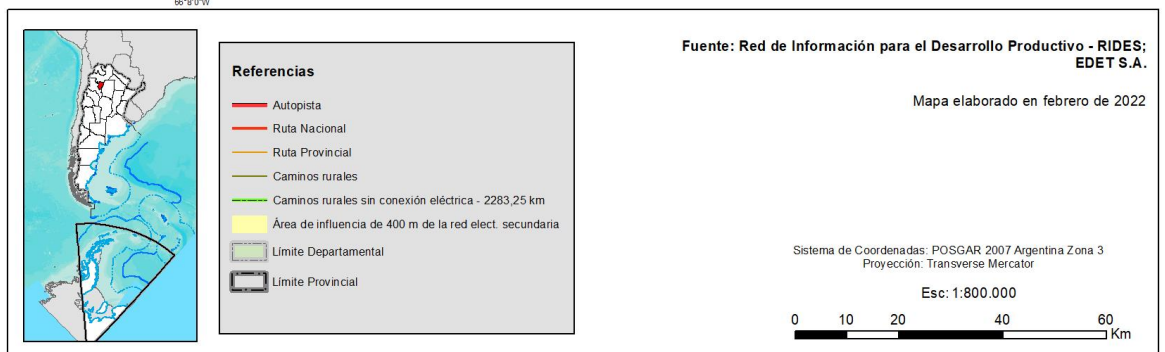 66°8'0"W
Fuente: Red de Información para el Desarrollo Productivo - RIDES;
EDET S.A.
Mapa elaborado en febrero de 2022
Referencias
Autopista
Ruta Nacional
Ruta Provincial
Caminos rurales
Caminos rurales sin conexión eléctrica - 2283,25 km
Área de influencia de 400 m de la red elect. secundaria
Límite Departamental
Límite Provincial
Sistema de Coordenadas: POSGAR 2007 Argentina Zona 3
Proyección: Transverse Mercator
Esc: 1:800.000
0 10 20 40 60
Km